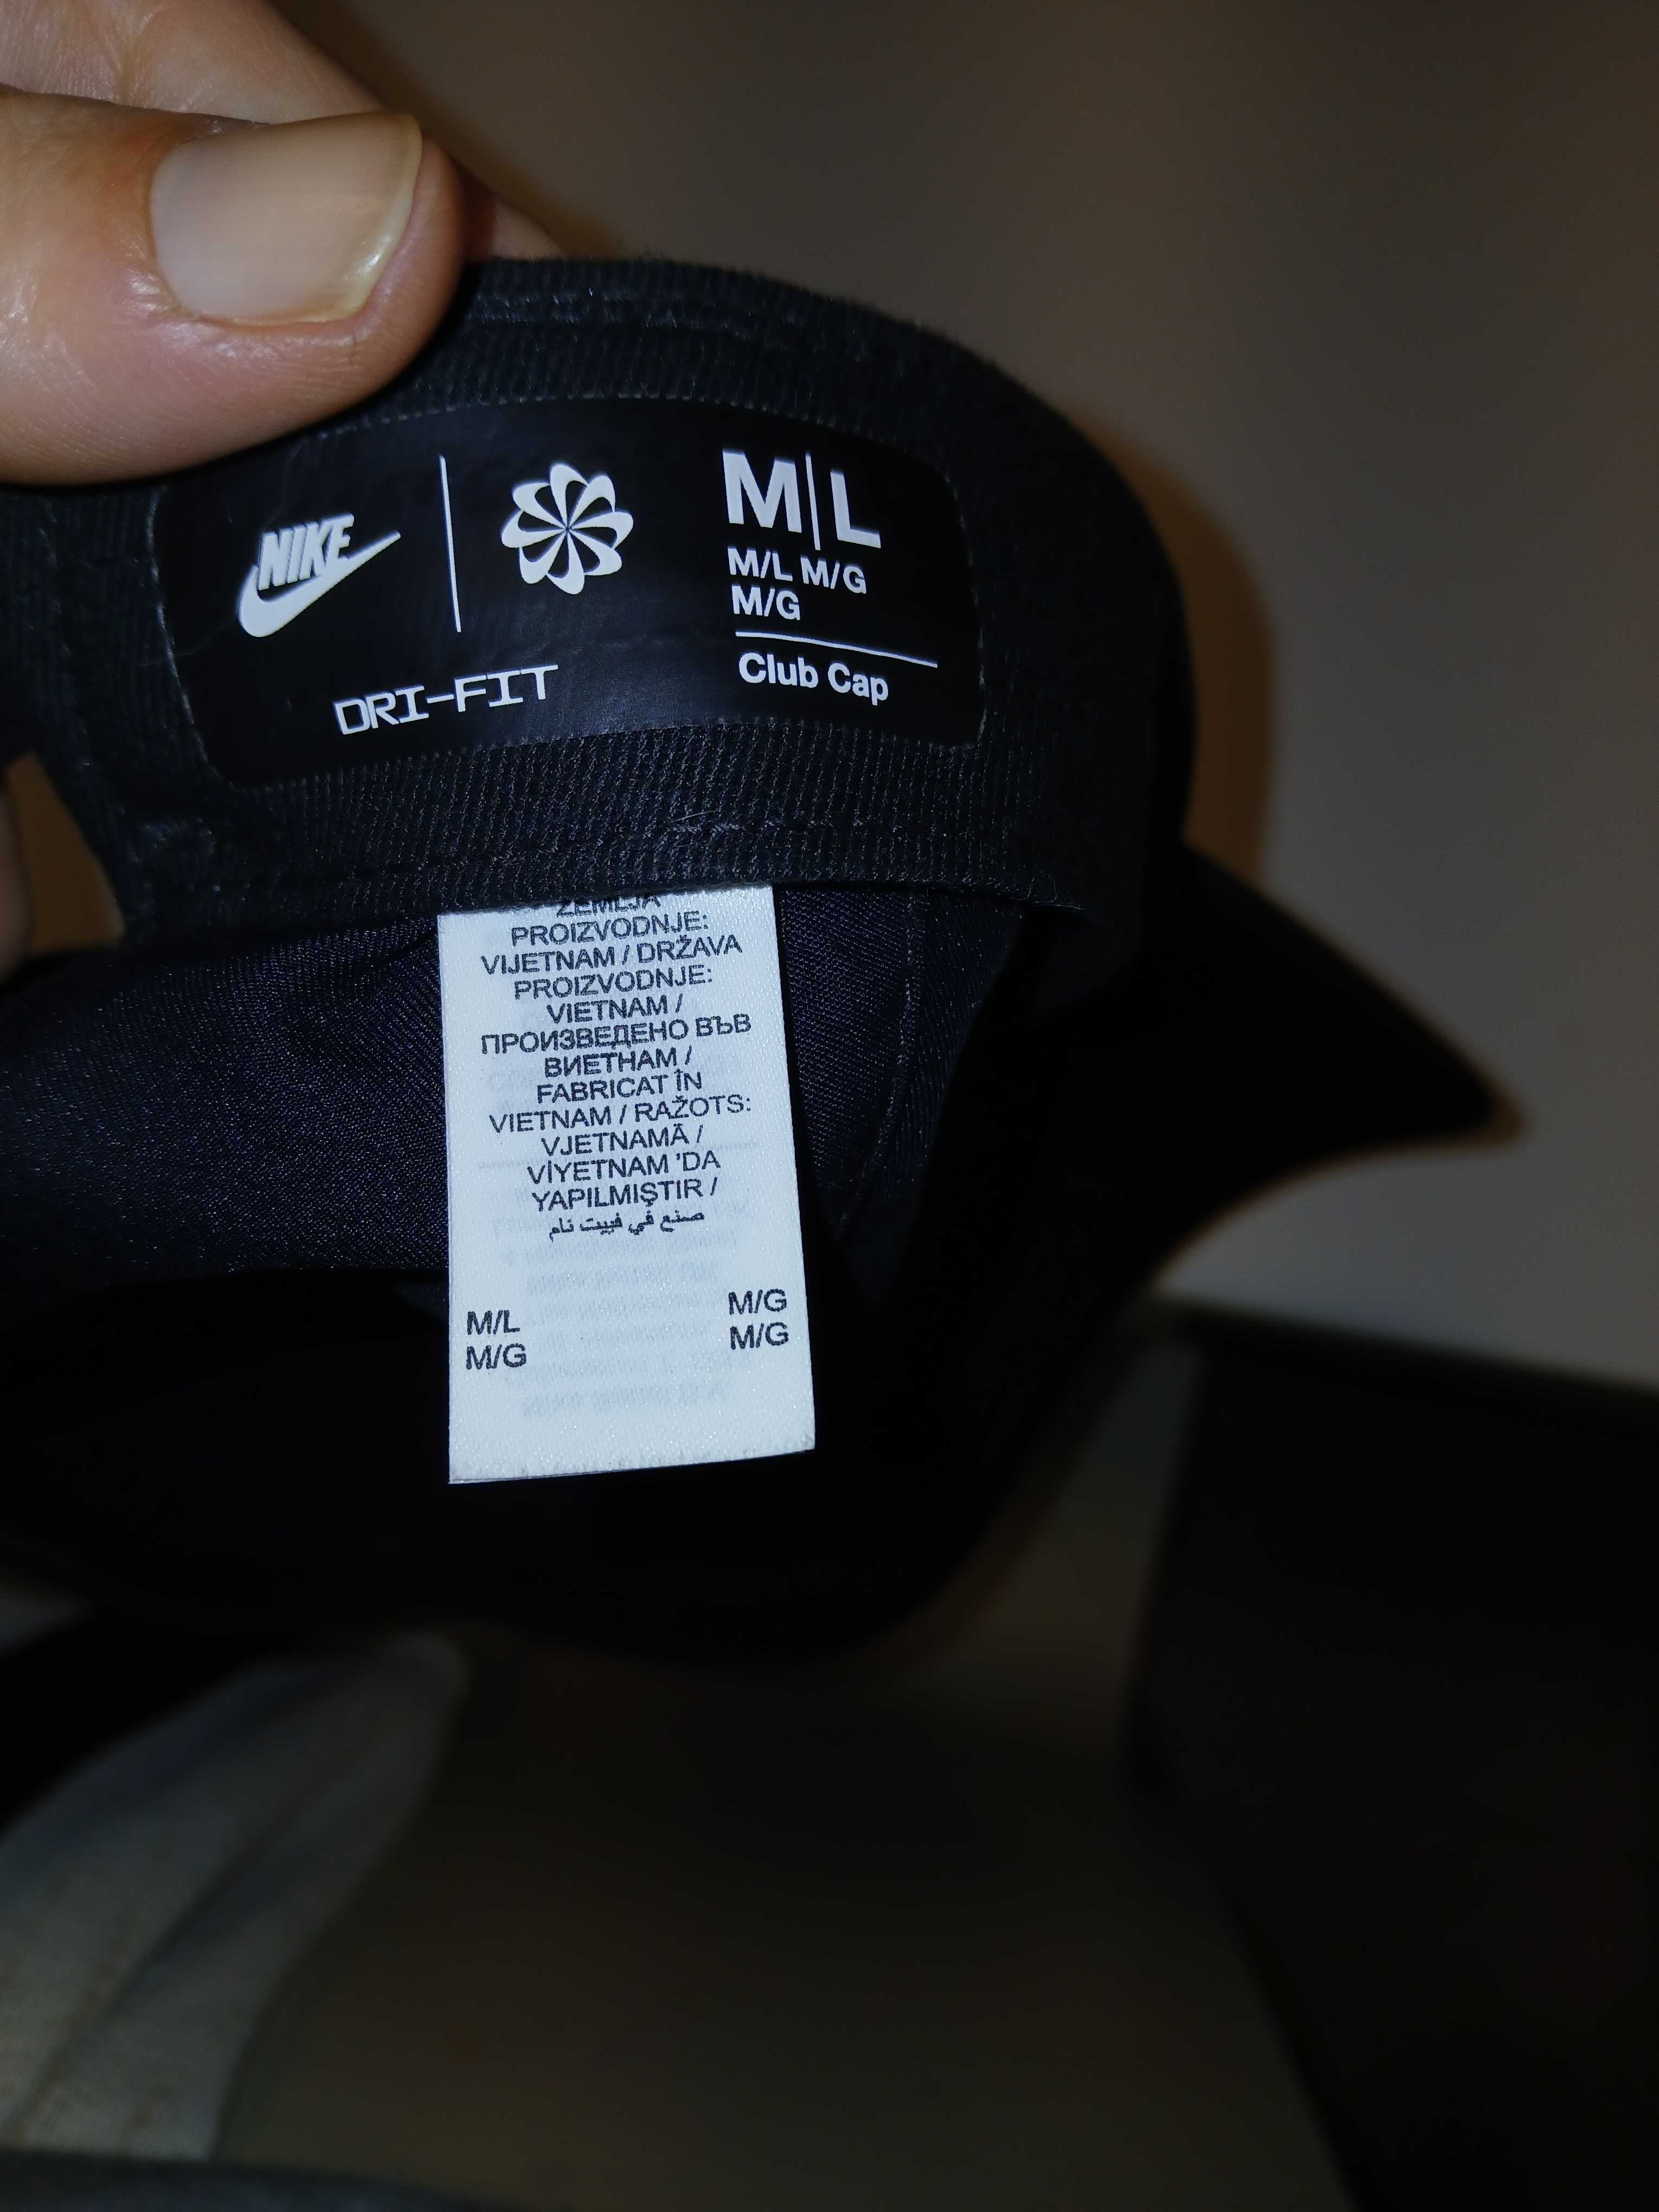 NIKE
DRI-FIT
M|L
M/L M/G
M/G
Club Cap
ZEMLJA
PROIZVODNJE:
VIJETNAM / DRŽAVA
PROIZVODNJE:
VIETNAM /
ПРОИЗВЕДЕНО ВЪВ
ВИЕТНАМ /
FABRICAT ÎN
VIETNAM / RAŽOTS:
VJETNAMĀ /
VİYETNAM 'DA
YAPILMIŞTIR /
صنع في فييت نام
M/L M/G
M/G M/G